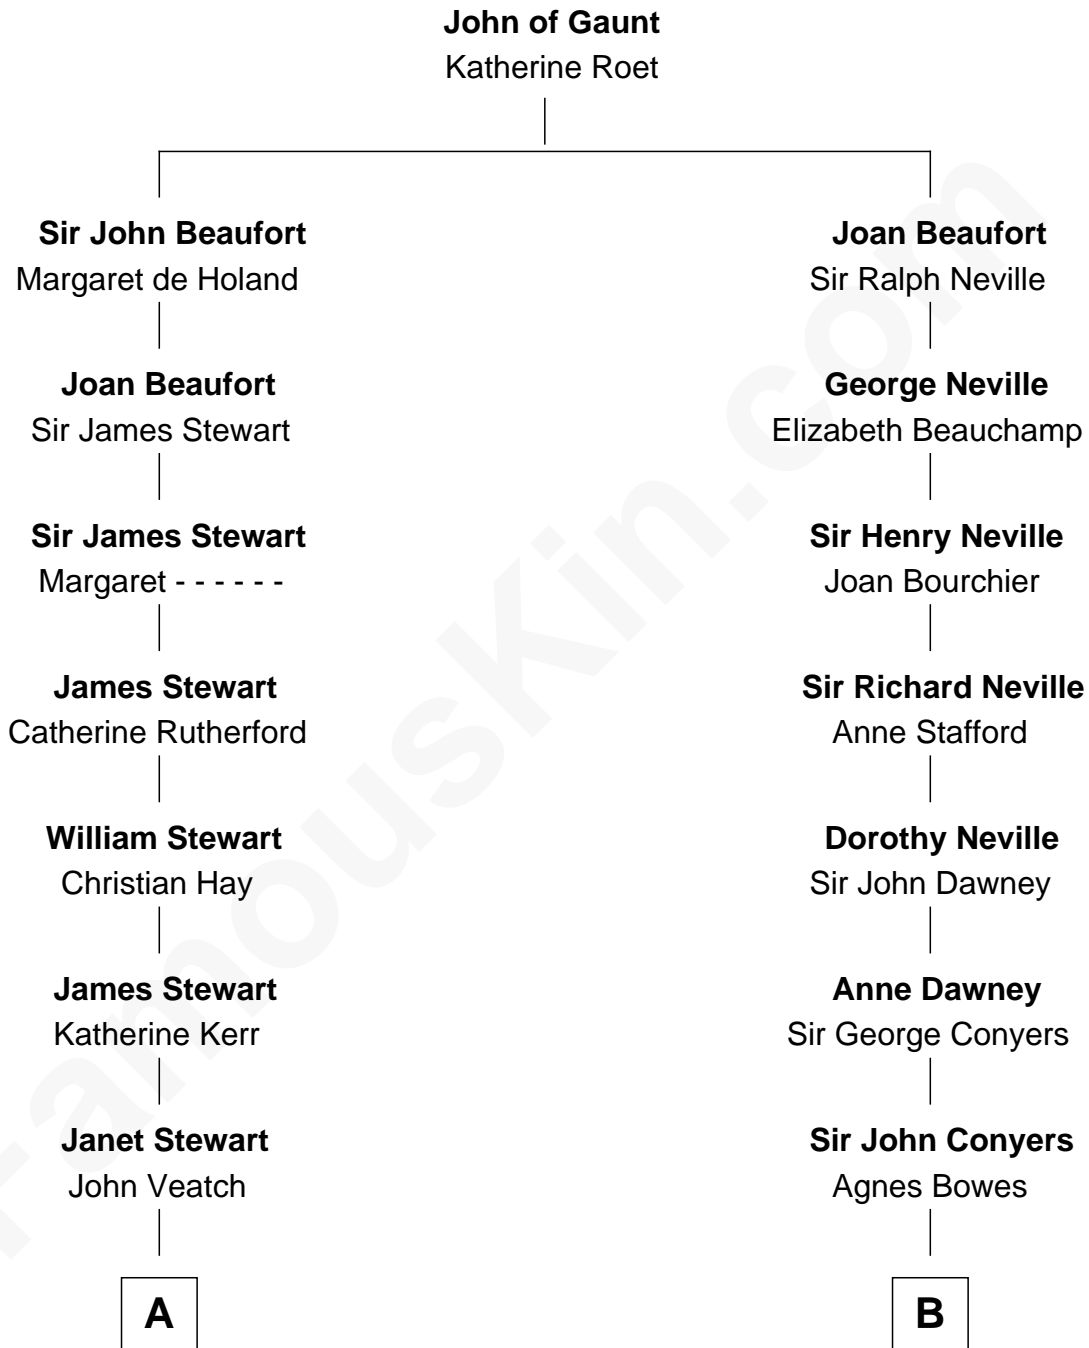 John of Gaunt
Katherine Roet
Sir John Beaufort
Margaret de Holand
Joan Beaufort
Sir James Stewart
Sir James Stewart
Margaret - - - - - -
James Stewart
Catherine Rutherford
William Stewart
Christian Hay
James Stewart
Katherine Kerr
Janet Stewart
John Veatch
A
Joan Beaufort
Sir Ralph Neville
George Neville
Elizabeth Beauchamp
Sir Henry Neville
Joan Bourchier
Sir Richard Neville
Anne Stafford
Dorothy Neville
Sir John Dawney
Anne Dawney
Sir George Conyers
Sir John Conyers
Agnes Bowes
B
FamousKin.com